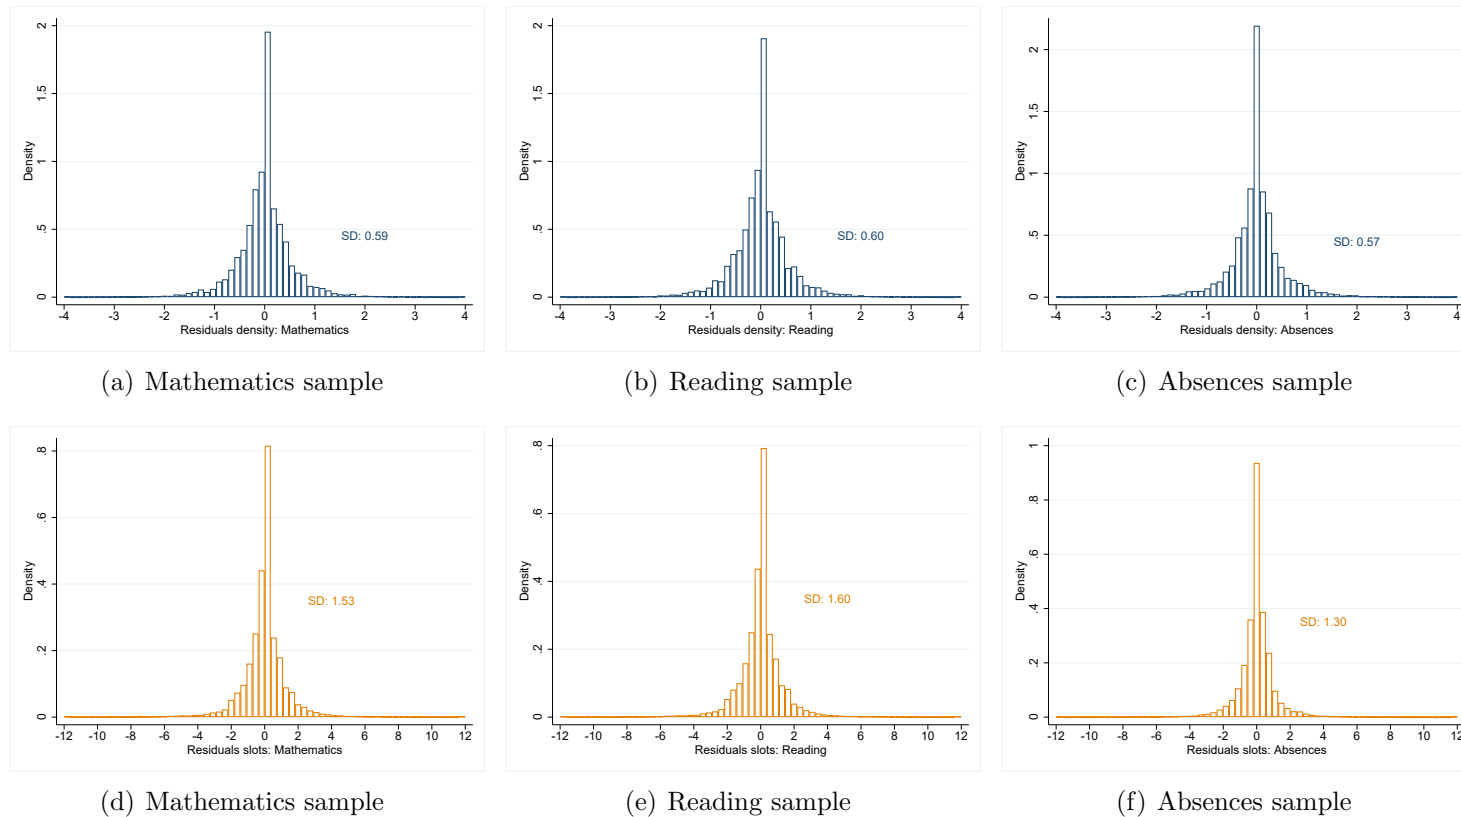 Density
2
1.5
1
.5
0
SD: 0.59
-4 -3 -2 -1 0 1 2 3 4
Residuals density: Mathematics
(a) Mathematics sample
Density
2
1.5
1
.5
0
SD: 0.60
-4 -3 -2 -1 0 1 2 3 4
Residuals density: Reading
(b) Reading sample
Density
2
1.5
1
.5
0
SD: 0.57
-4 -3 -2 -1 0 1 2 3 4
Residuals density: Absences
(c) Absences sample
Density
.8
.6
.4
.2
0
SD: 1.53
-12 -10 -8 -6 -4 -2 0 2 4 6 8 10 12
Residuals slots: Mathematics
(d) Mathematics sample
Density
.8
.6
.4
.2
0
SD: 1.60
-12 -10 -8 -6 -4 -2 0 2 4 6 8 10 12
Residuals slots: Reading
(e) Reading sample
Density
1
.8
.6
.4
.2
0
SD: 1.30
-12 -10 -8 -6 -4 -2 0 2 4 6 8 10 12
Residuals slots: Absences
(f) Absences sample